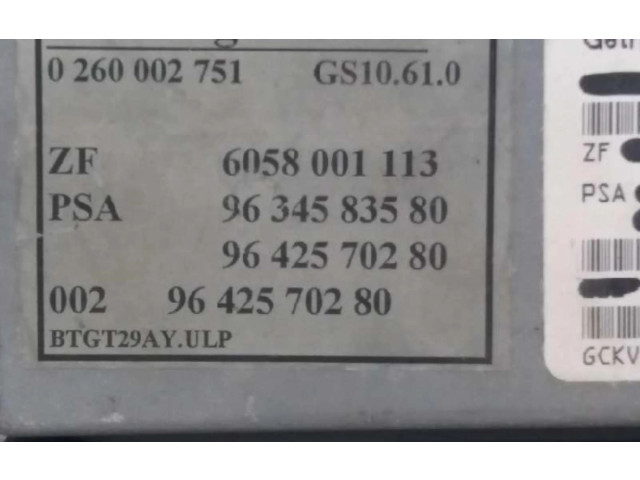 0 260 002 751 GS10.61.0
ZF 6058 001 113
PSA 96 345 835 80
96 425 702 80
002 96 425 702 80
BTGT29AY.ULP
ZF
PSA
GCKV